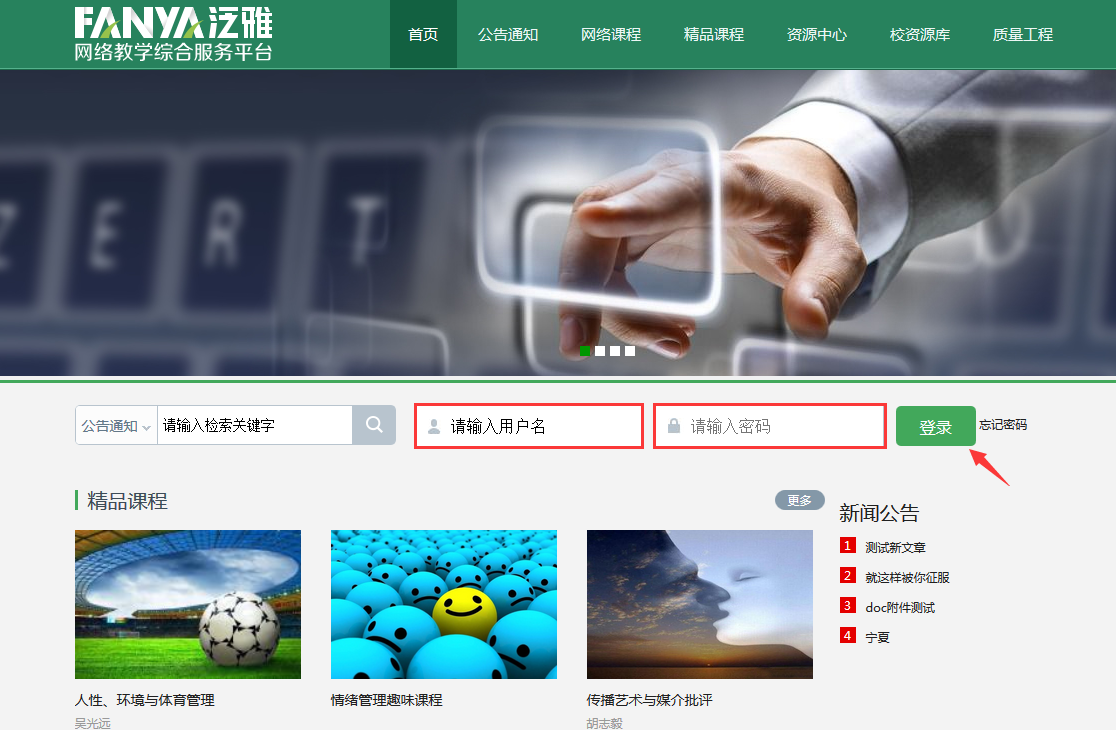 FANYA 泛雅
网络教学综合服务平台
首页
公告通知
网络课程
精品课程
资源中心
校资源库
质量工程
Z E R T
公告通知
请输入检索关键字
请输入用户名
请输入密码
登录
忘记密码
精品课程
更多
新闻公告
1 测试新文章
2 就这样被你征服
3 doc附件测试
4 宁夏
人性、环境与体育管理
吴光远
情绪管理趣味课程
传播艺术与媒介批评
胡志毅